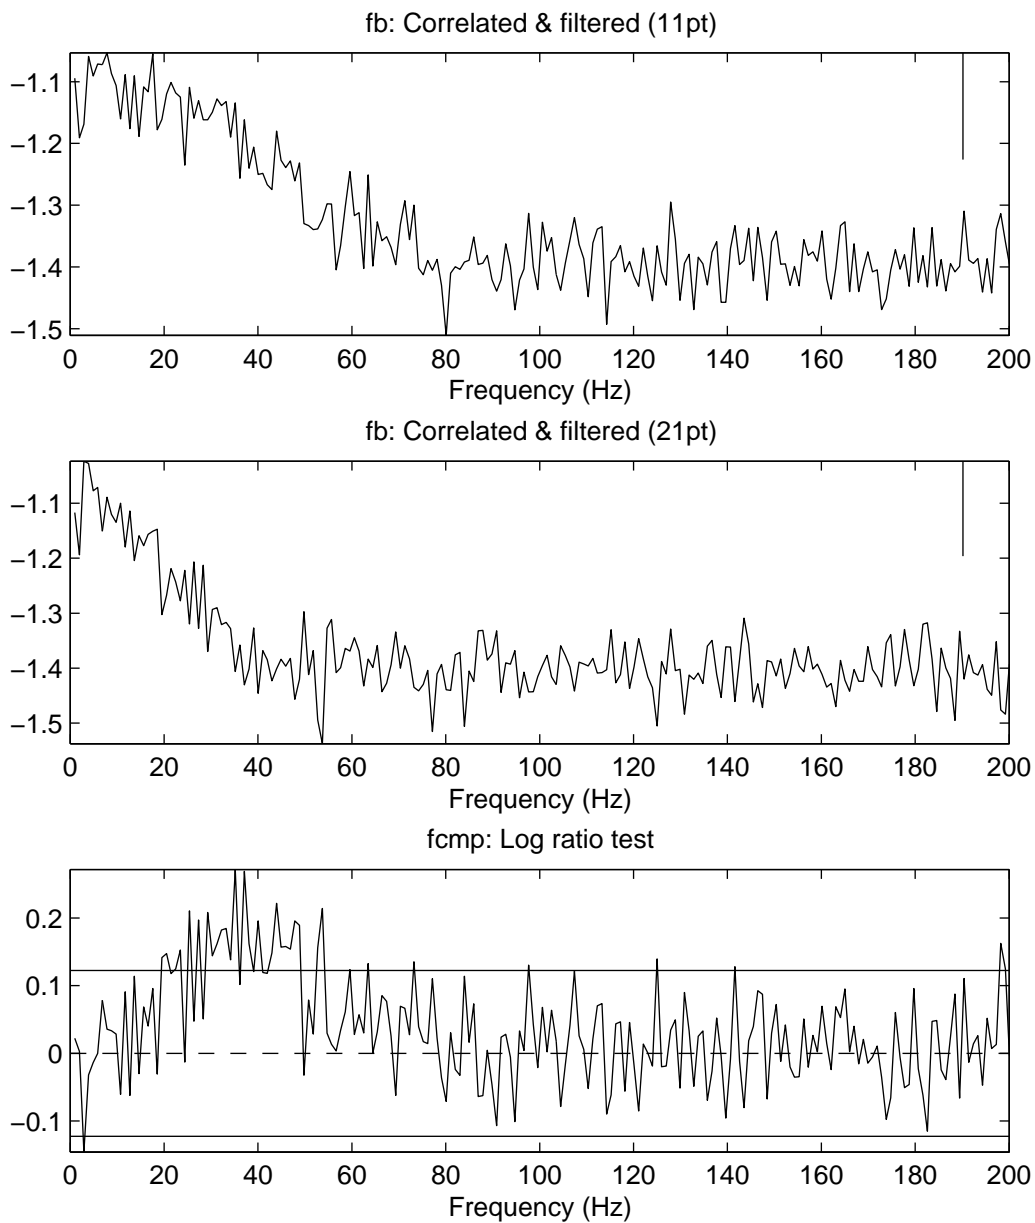 fb: Correlated & filtered (11pt)
−1.1
−1.2
−1.3
−1.4
−1.5
0 20 40 60 80 100 120 140 160 180 200
Frequency (Hz)
fb: Correlated & filtered (21pt)
−1.1
−1.2
−1.3
−1.4
−1.5
0 20 40 60 80 100 120 140 160 180 200
Frequency (Hz)
fcmp: Log ratio test
0.2
0.1
0
−0.1
0 20 40 60 80 100 120 140 160 180 200
Frequency (Hz)